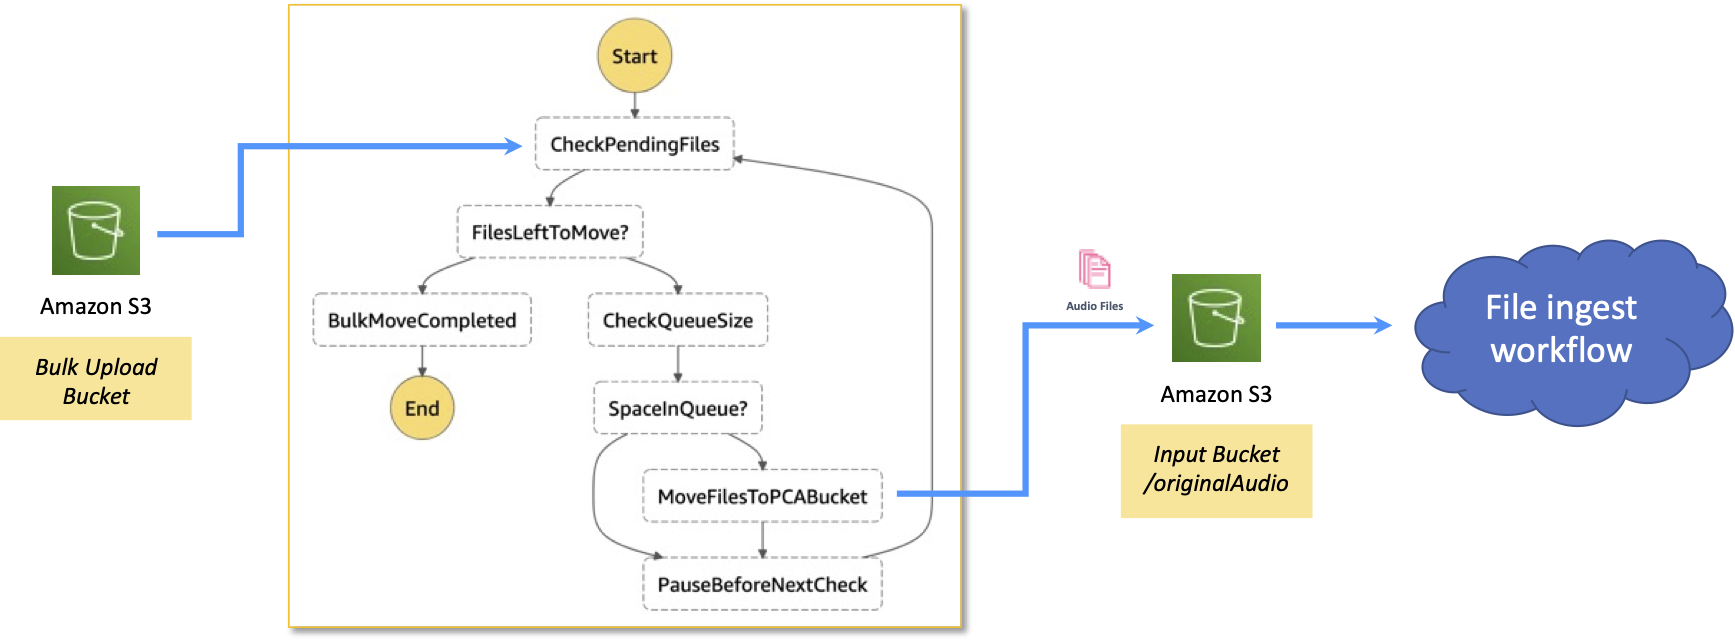 Start
CheckPendingFiles
FilesLeftToMove?
BulkMoveCompleted
CheckQueueSize
End
SpaceInQueue?
MoveFilesToPCABucket
PauseBeforeNextCheck
Amazon S3
Bulk Upload
Bucket
Audio Files
Amazon S3
Input Bucket
/originalAudio
File ingest
workflow